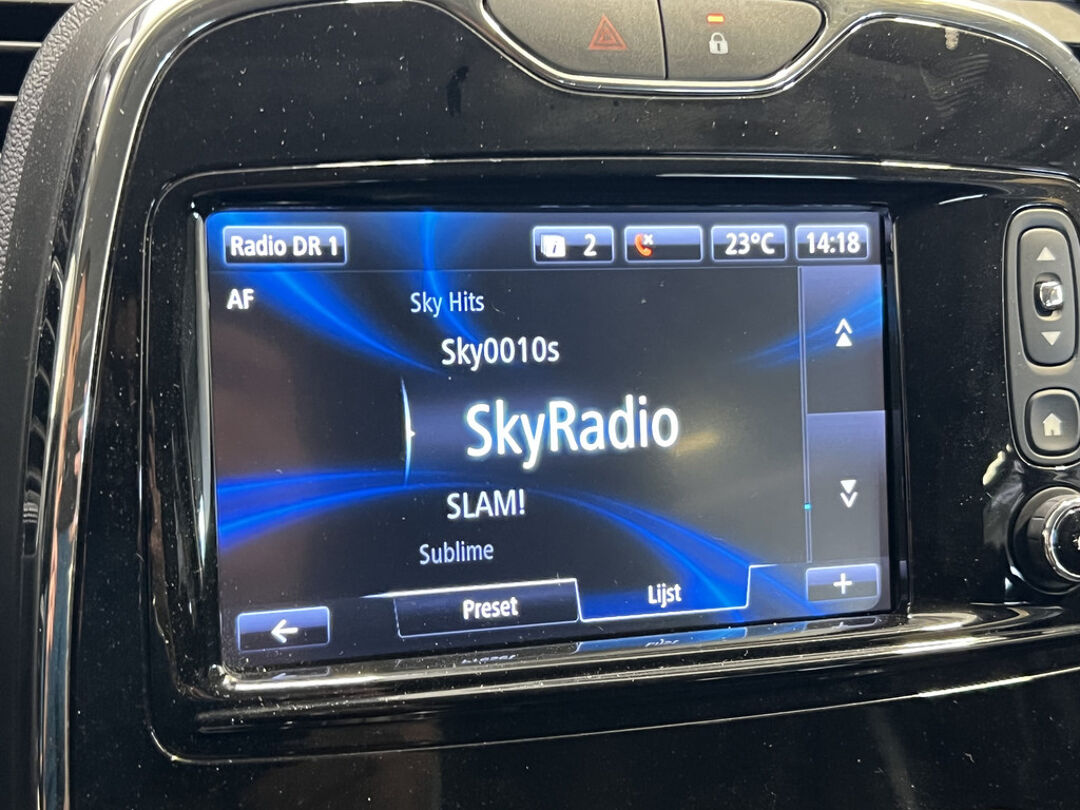 Radio DR 1
2
23°C
14:18
AF
Sky Hits
Sky0010s
SkyRadio
SLAM!
Sublime
Preset
Lijst